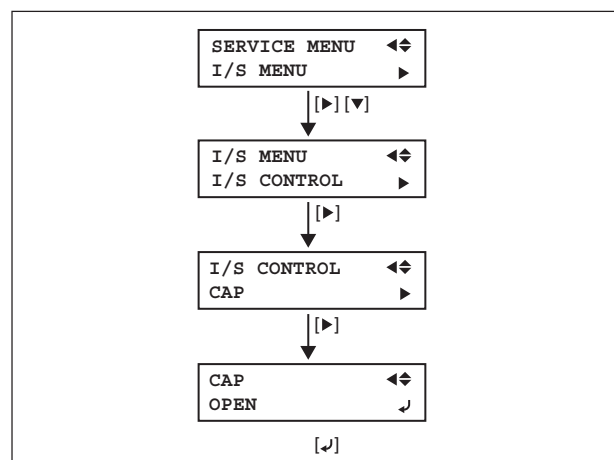 SERVICE MENU ◀◆
I/S MENU ▶
[▶] [▼]
I/S MENU ◀◆
I/S CONTROL ▶
[▶]
I/S CONTROL ◀◆
CAP ▶
[▶]
CAP ◀◆
OPEN ↵
[↵]